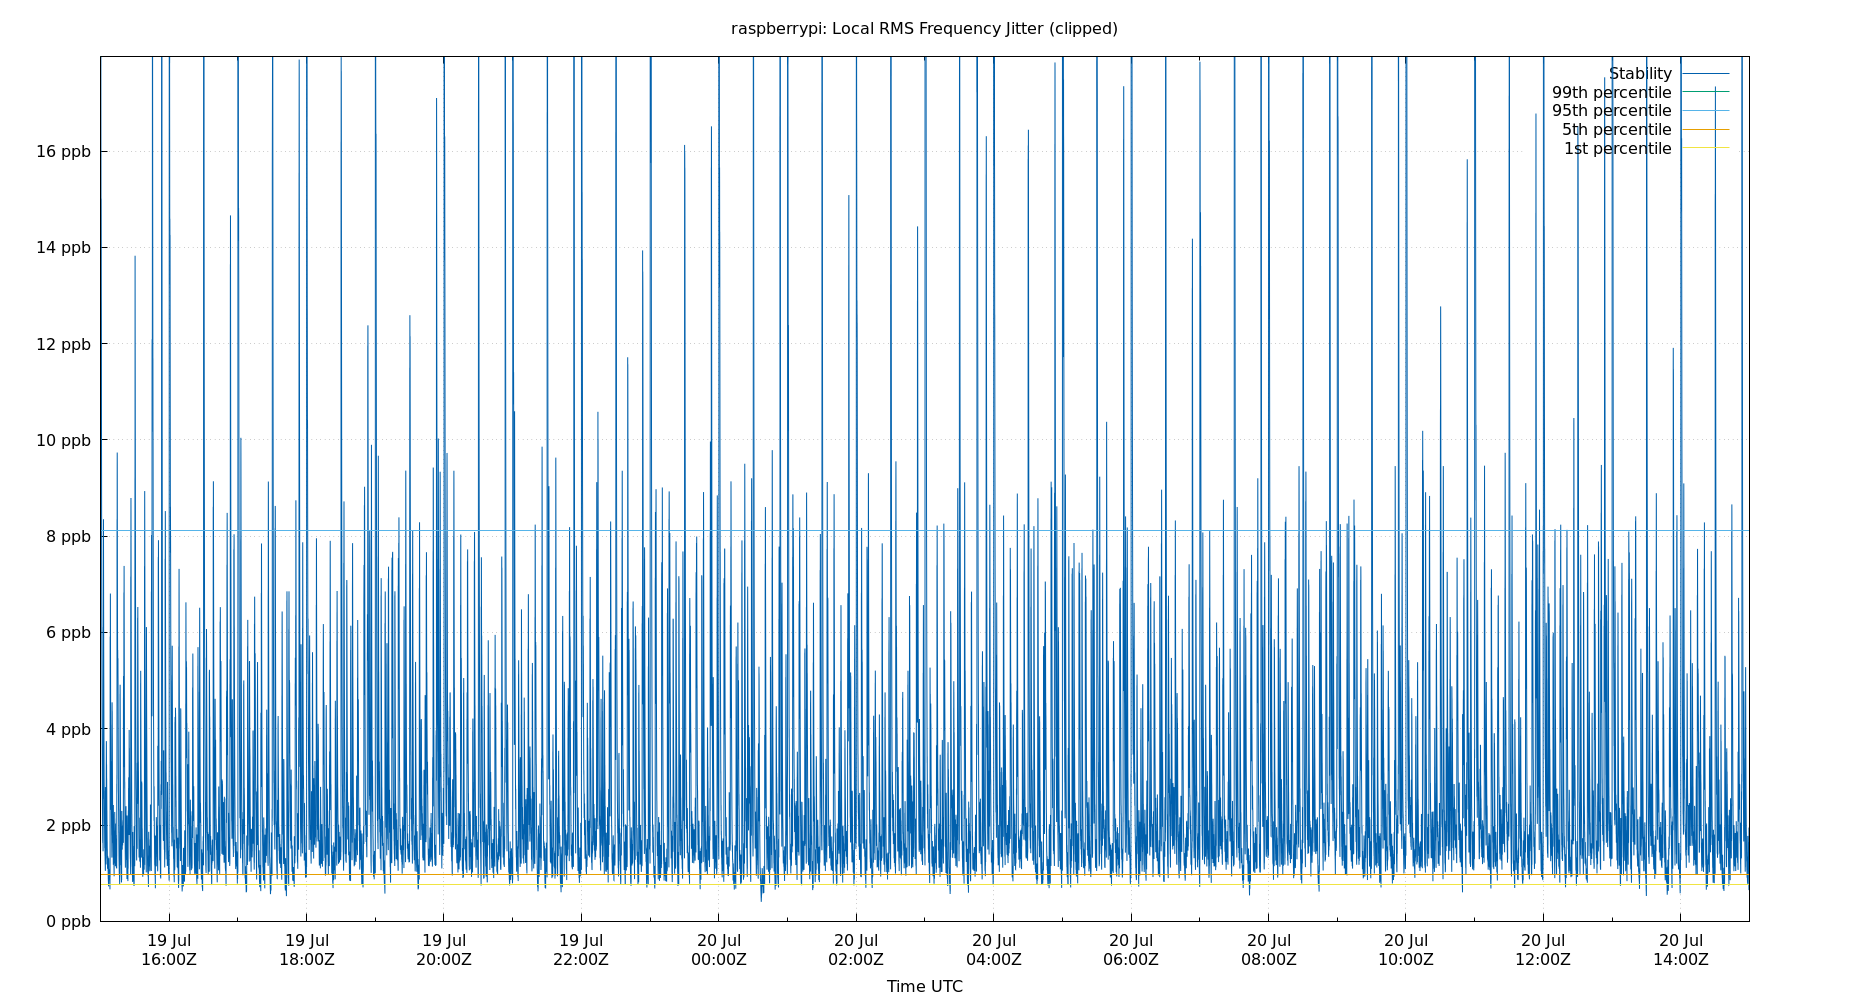 raspberrypi: Local RMS Frequency Jitter (clipped)
Stability
99th percentile
95th percentile
5th percentile
1st percentile
16 ppb
14 ppb
12 ppb
10 ppb
8 ppb
6 ppb
4 ppb
2 ppb
0 ppb
19 Jul 19 Jul 19 Jul 19 Jul 20 Jul 20 Jul 20 Jul 20 Jul 20 Jul 20 Jul 20 Jul 20 Jul
16:00Z 18:00Z 20:00Z 22:00Z 00:00Z 02:00Z 04:00Z 06:00Z 08:00Z 10:00Z 12:00Z 14:00Z
Time UTC